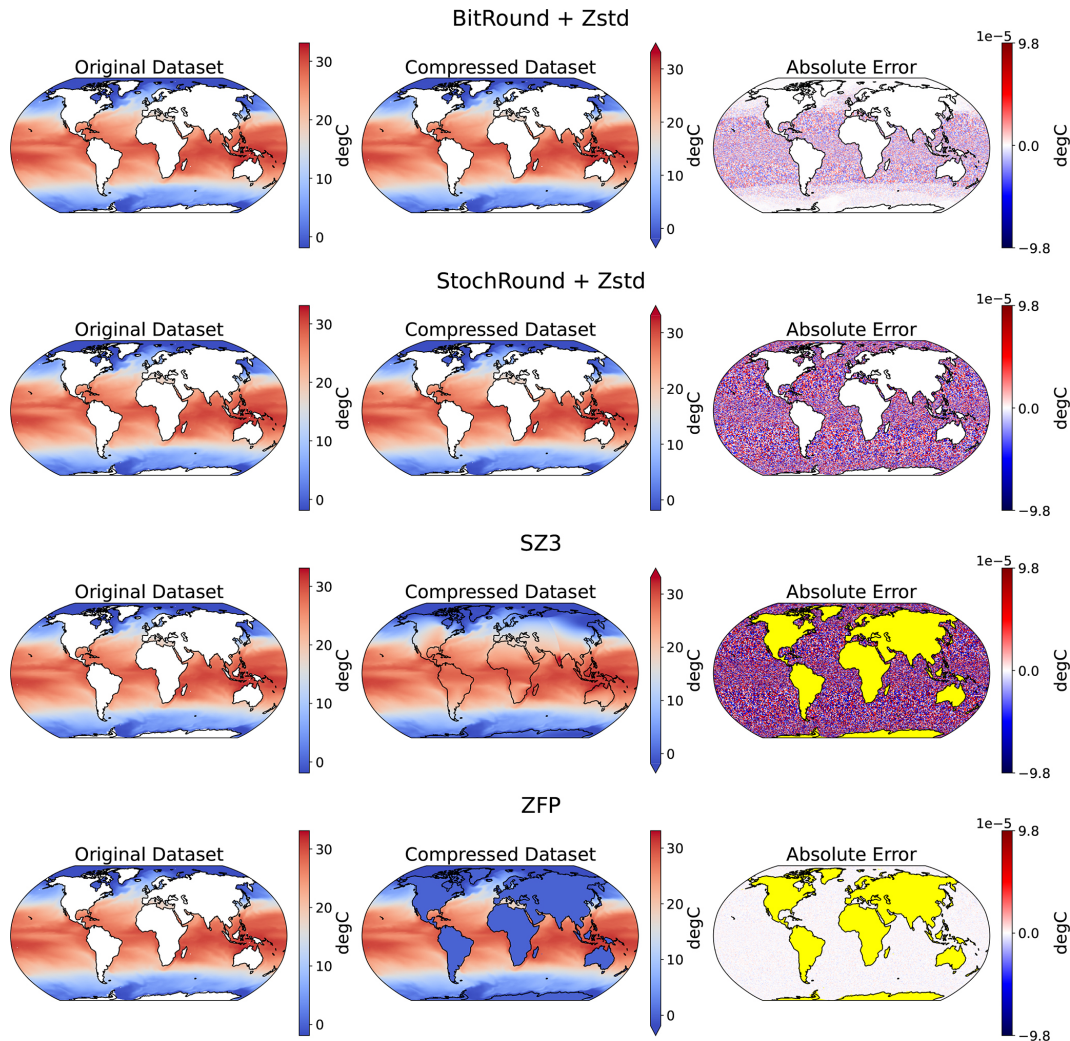 BitRound + Zstd
Original Dataset
30
20
10
0
degC
Compressed Dataset
30
20
10
0
degC
Absolute Error
1e−5
9.8
0.0
−9.8
degC
StochRound + Zstd
Original Dataset
30
20
10
0
degC
Compressed Dataset
30
20
10
0
degC
Absolute Error
1e−5
9.8
0.0
−9.8
degC
SZ3
Original Dataset
30
20
10
0
degC
Compressed Dataset
30
20
10
0
degC
Absolute Error
1e−5
9.8
0.0
−9.8
degC
ZFP
Original Dataset
30
20
10
0
degC
Compressed Dataset
30
20
10
0
degC
Absolute Error
1e−5
9.8
0.0
−9.8
degC